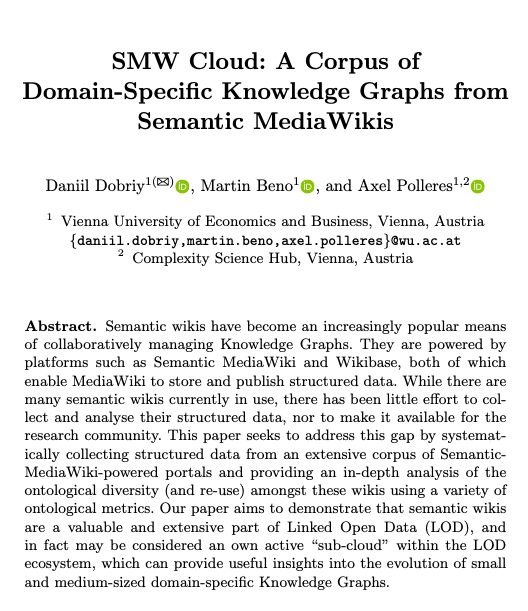 SMW Cloud: A Corpus of
Domain-Specific Knowledge Graphs from
Semantic MediaWikis
Daniil Dobriy1(✉)iD, Martin Beno1iD, and Axel Polleres1,2iD
1 Vienna University of Economics and Business, Vienna, Austria
{daniil.dobriy,martin.beno,axel.polleres}@wu.ac.at
2 Complexity Science Hub, Vienna, Austria
Abstract. Semantic wikis have become an increasingly popular means
of collaboratively managing Knowledge Graphs. They are powered by
platforms such as Semantic MediaWiki and Wikibase, both of which
enable MediaWiki to store and publish structured data. While there are
many semantic wikis currently in use, there has been little effort to col-
lect and analyse their structured data, nor to make it available for the
research community. This paper seeks to address this gap by systemat-
ically collecting structured data from an extensive corpus of Semantic-
MediaWiki-powered portals and providing an in-depth analysis of the
ontological diversity (and re-use) amongst these wikis using a variety of
ontological metrics. Our paper aims to demonstrate that semantic wikis
are a valuable and extensive part of Linked Open Data (LOD), and
in fact may be considered an own active “sub-cloud” within the LOD
ecosystem, which can provide useful insights into the evolution of small
and medium-sized domain-specific Knowledge Graphs.